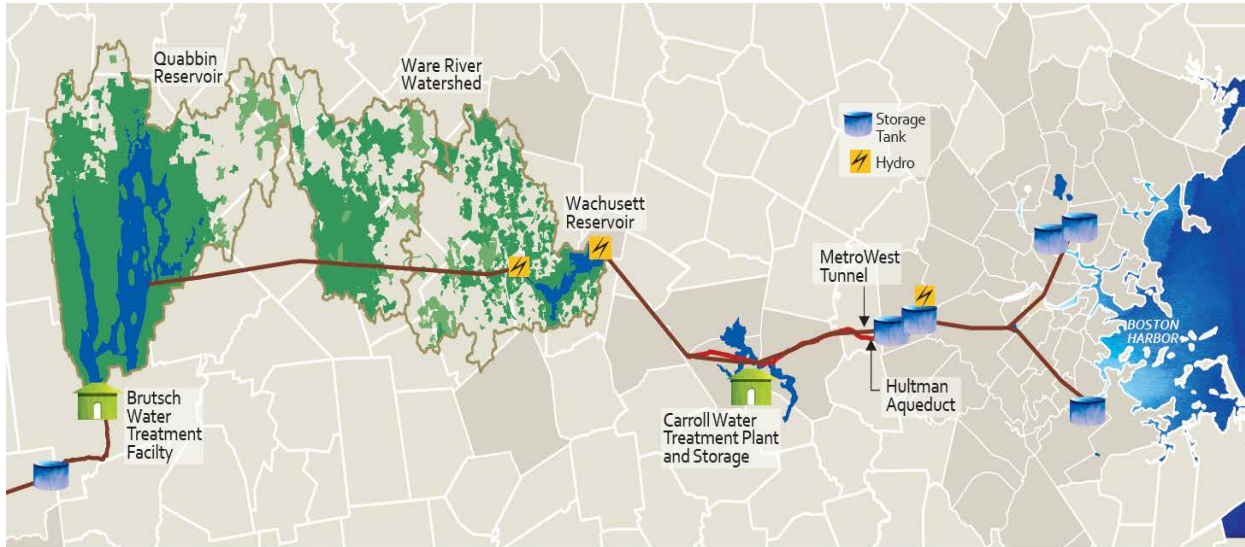 Quabbin
Reservoir
Ware River
Watershed
Storage
Tank
Hydro
Wachusett
Reservoir
MetroWest
Tunnel
BOSTON
HARBOR
Hultman
Aqueduct
Brutsch
Water
Treatment
Facilty
Carroll Water
Treatment Plant
and Storage